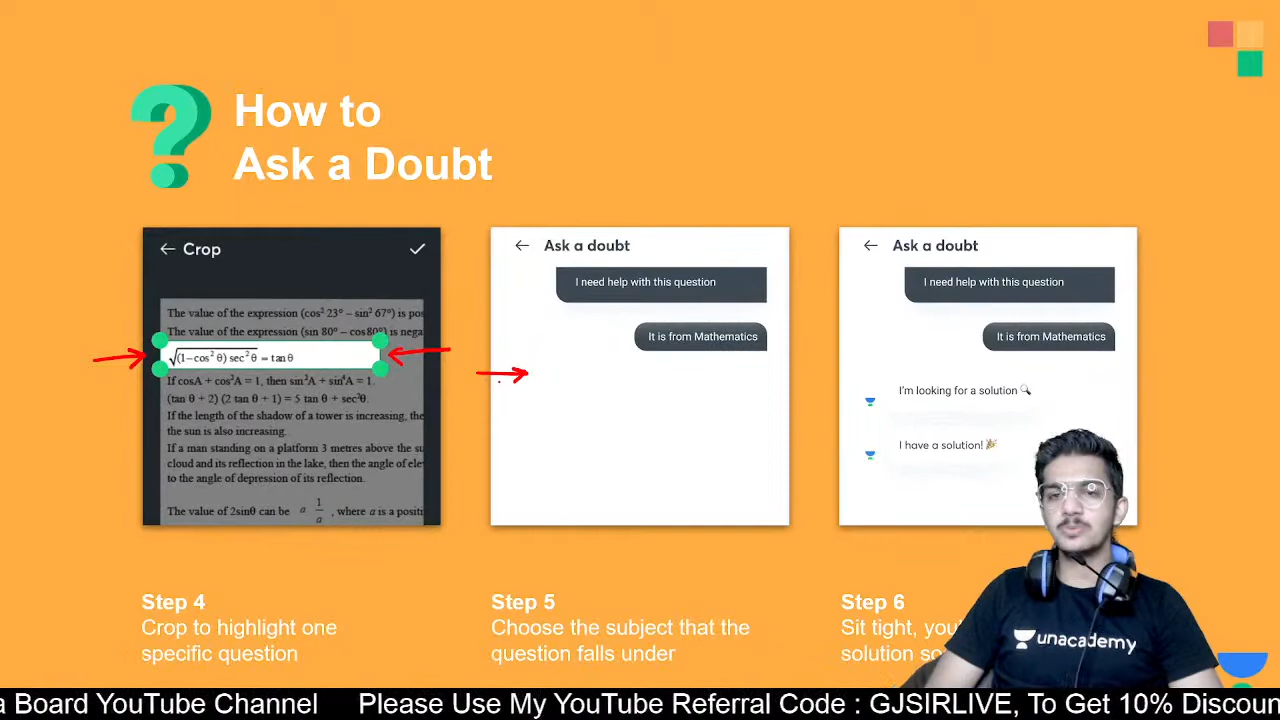 How to
Ask a Doubt
Crop
The value of the expression (cos² 23° – sin² 67°) is pos
The value of the expression (sin 80° – cos 80°) is nega
√(1–cos² θ) sec² θ = tan θ
If cosA + cos²A = 1, then sin²A + sin⁴A = 1.
(tan θ + 2) (2 tan θ + 1) = 5 tan θ + sec²θ.
If the length of the shadow of a tower is increasing, the
the sun is also increasing.
If a man standing on a platform 3 metres above the su
cloud and its reflection in the lake, then the angle of ele
to the angle of depression of its reflection.
The value of 2sinθ can be a 1/a , where a is a positi
Step 4
Crop to highlight one
specific question
Ask a doubt
I need help with this question
It is from Mathematics
Step 5
Choose the subject that the
question falls under
Ask a doubt
I need help with this question
It is from Mathematics
I'm looking for a solution 🔍
I have a solution! 🎉
Step 6
Sit tight, you
solution so
unacademy
a Board YouTube Channel Please Use My YouTube Referral Code : GJSIRLIVE, To Get 10% Discoun